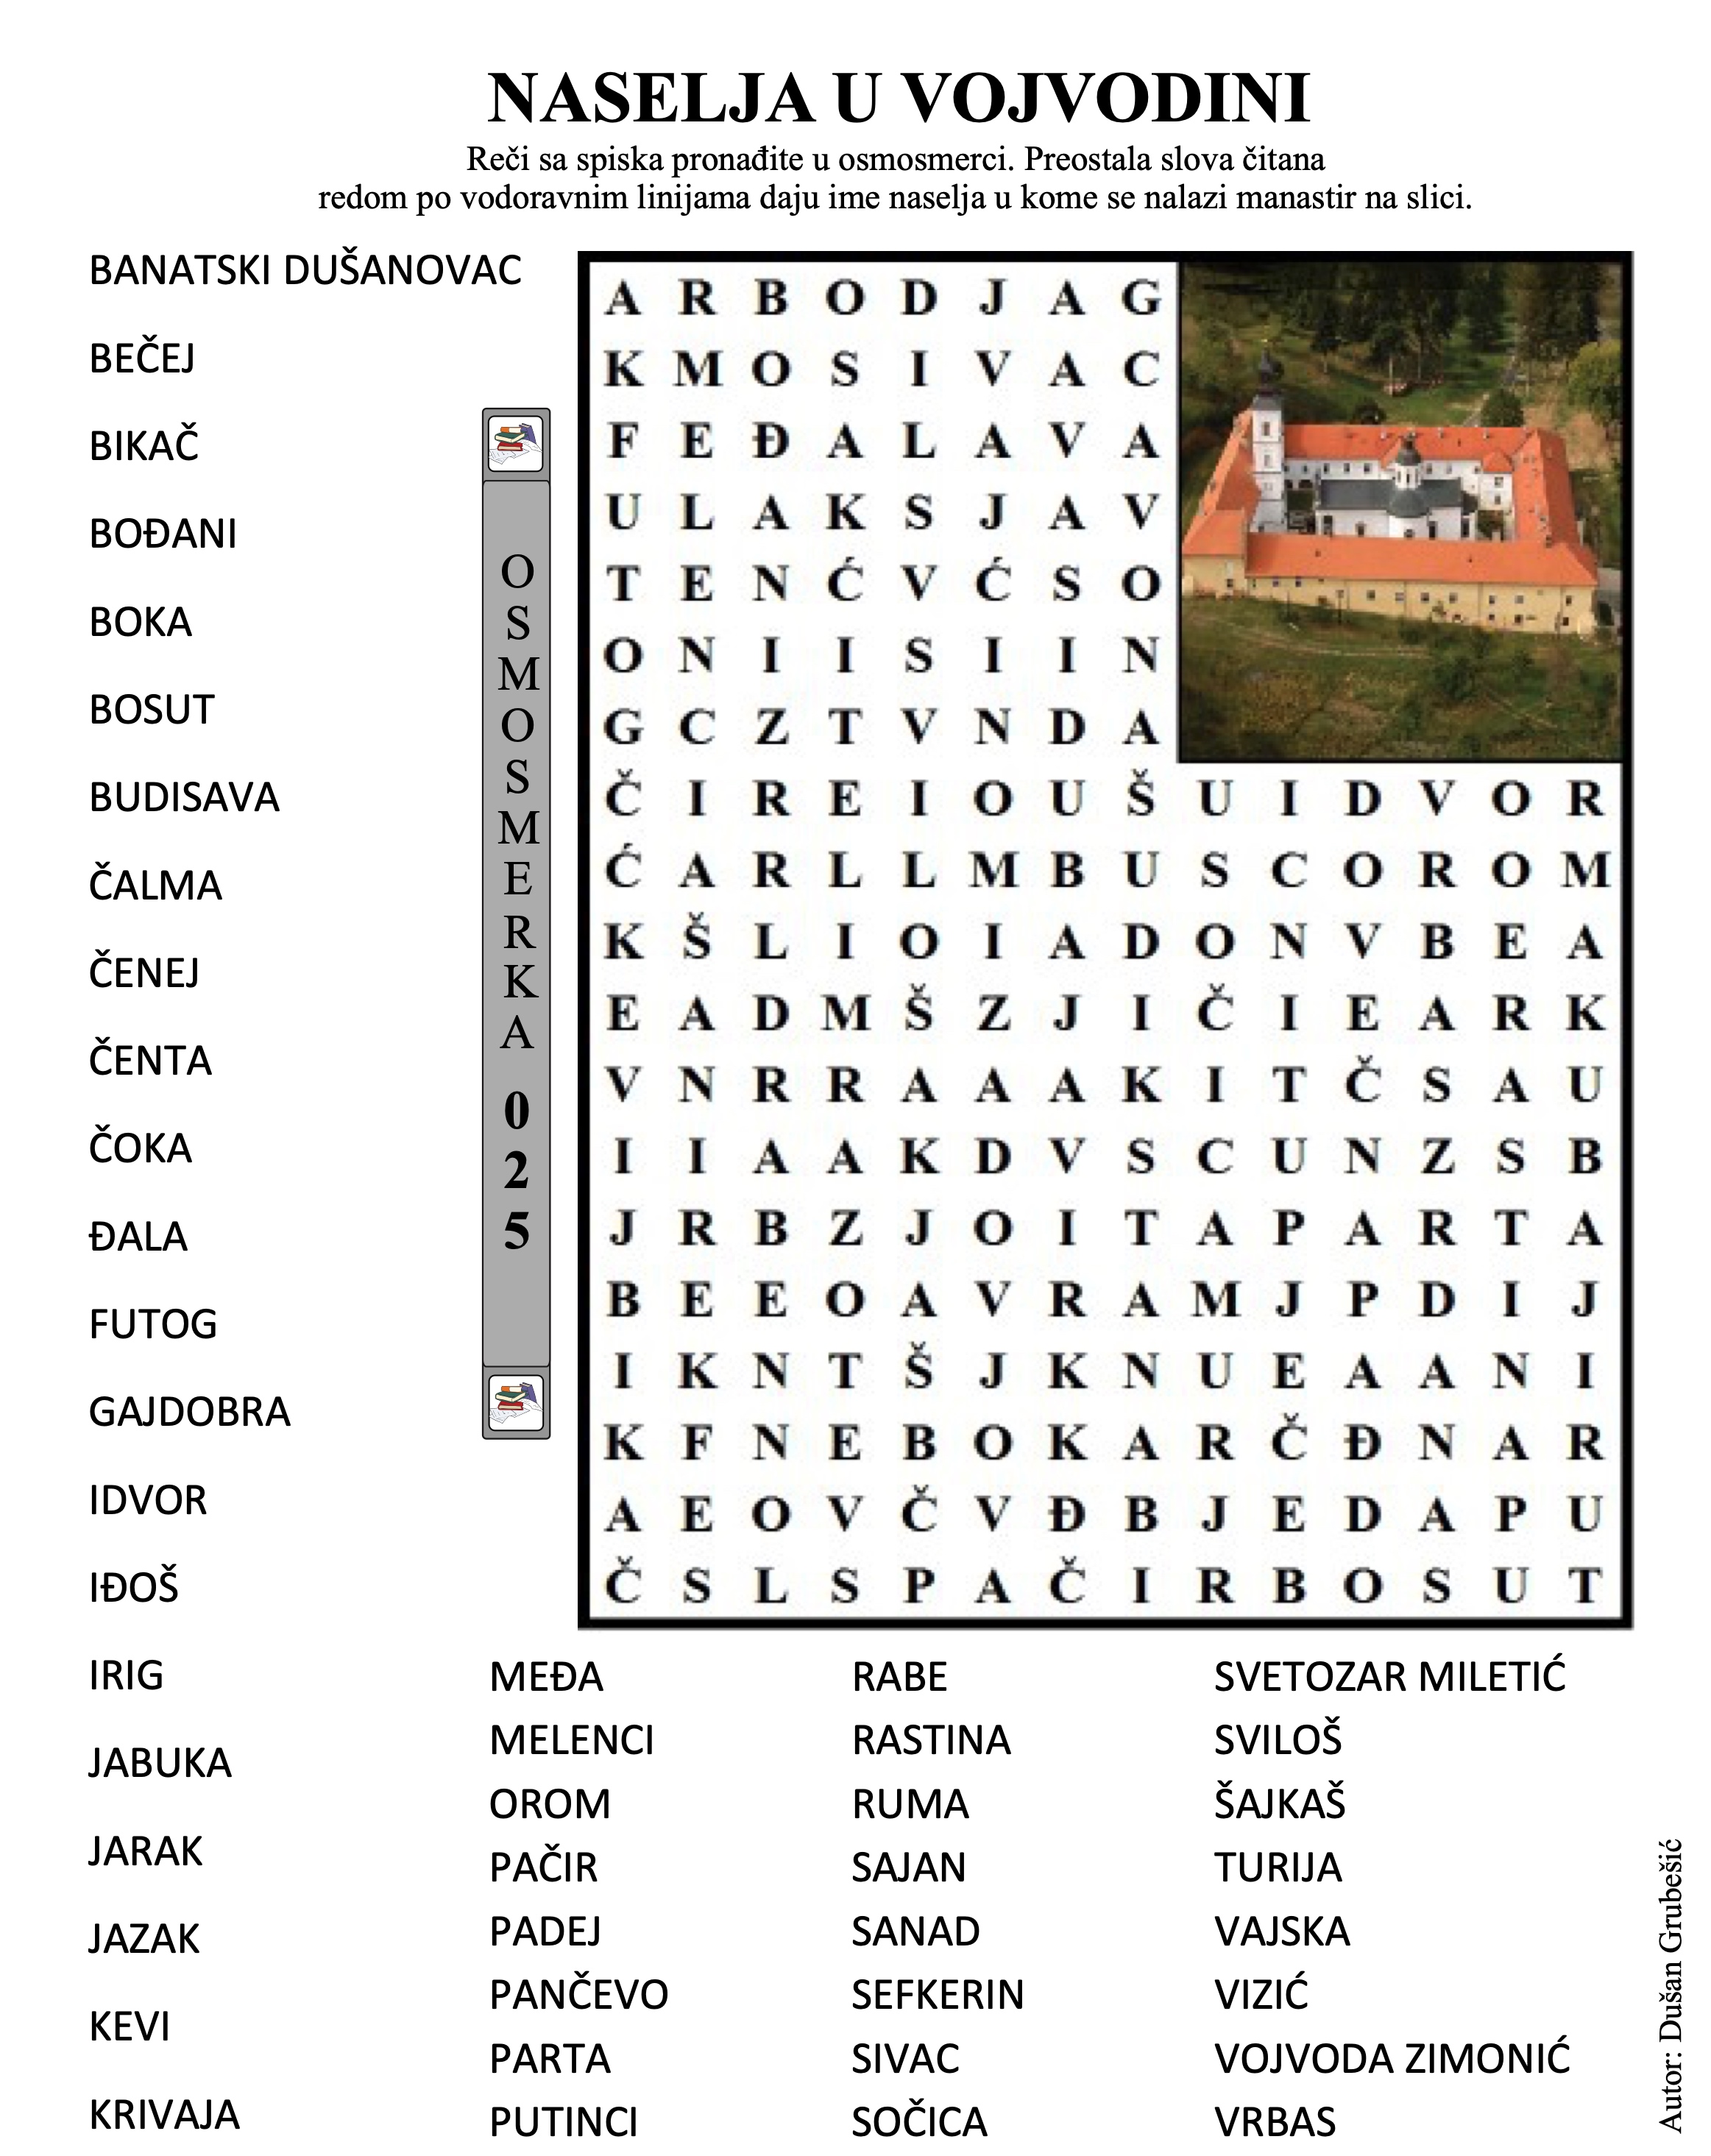 NASELJA U VOJVODINI
Reči sa spiska pronađite u osmosmerci. Preostala slova čitana
redom po vodoravnim linijama daju ime naselja u kome se nalazi manastir na slici.
BANATSKI DUŠANOVAC
BEČEJ
BIKAČ
BOĐANI
BOKA
BOSUT
BUDISAVA
ČALMA
ČENEJ
ČENTA
ČOKA
ĐALA
FUTOG
GAJDOBRA
IDVOR
IĐOŠ
IRIG
JABUKA
JARAK
JAZAK
KEVI
KRIVAJA
OSMOSMERKA 025
A R B O D J A G
K M O S I V A C
F E Đ A L A V A
U L A K S J A V
T E N Ć V Ć S O
O N I I S I I N
G C Z T V N D A
Č I R E I O U Š U I D V O R
Ć A R L L M B U S C O R O M
K Š L I O I A D O N V B E A
E A D M Š Z J I Č I E A R K
V N R R A A A K I T Č S A U
I I A A K D V S C U N Z S B
J R B Z J O I T A P A R T A
B E E O A V R A M J P D I J
I K N T Š J K N U E A A N I
K F N E B O K A R Č Đ N A R
A E O V Č V Đ B J E D A P U
Č S L S P A Č I R B O S U T
MEĐA
MELENCI
OROM
PAČIR
PADEJ
PANČEVO
PARTA
PUTINCI
RABE
RASTINA
RUMA
SAJAN
SANAD
SEFKERIN
SIVAC
SOČICA
SVETOZAR MILETIĆ
SVILOŠ
ŠAJKAŠ
TURIJA
VAJSKA
VIZIĆ
VOJVODA ZIMONIĆ
VRBAS
Autor: Dušan Grubešić